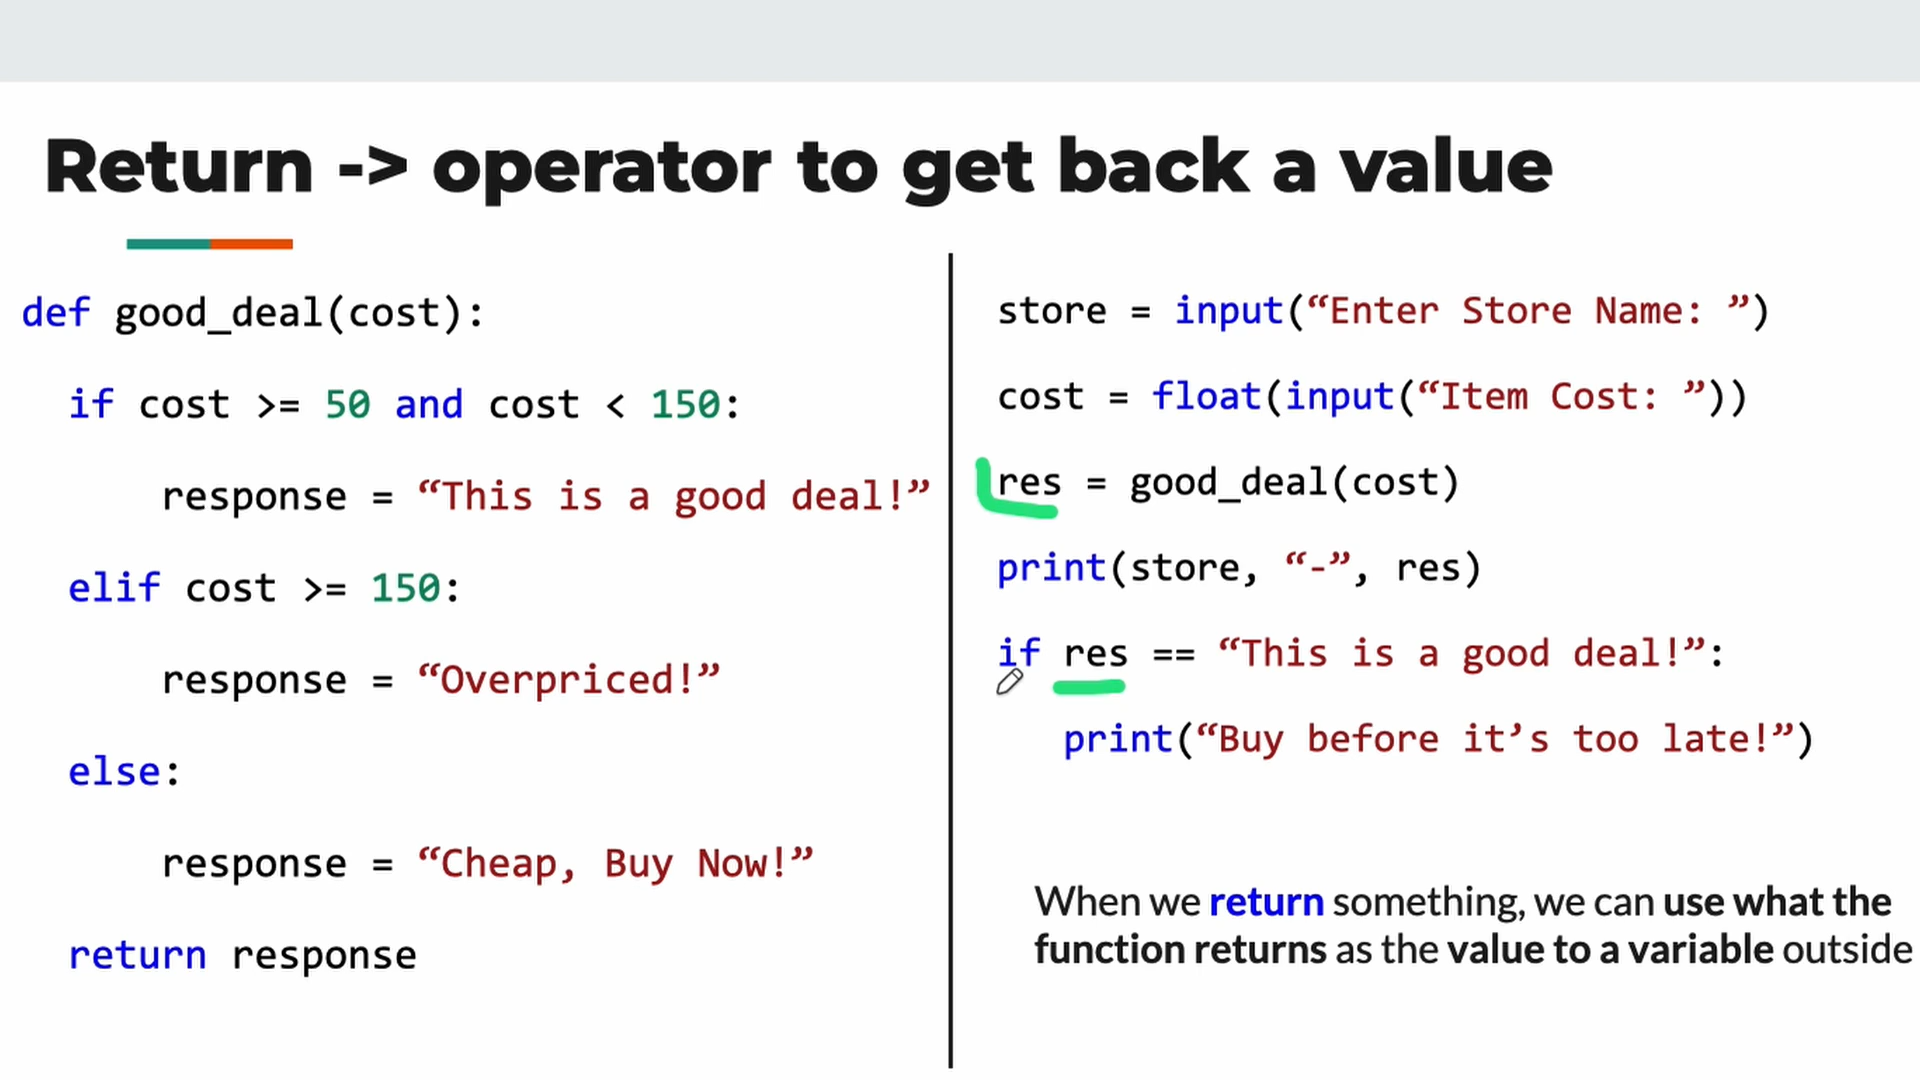 Return -> operator to get back a value
def good_deal(cost):
if cost >= 50 and cost < 150:
response = “This is a good deal!”
elif cost >= 150:
response = “Overpriced!”
else:
response = “Cheap, Buy Now!”
return response
store = input(“Enter Store Name: ”)
cost = float(input(“Item Cost: ”))
res = good_deal(cost)
print(store, “-”, res)
if res == “This is a good deal!”:
print(“Buy before it’s too late!”)
When we return something, we can use what the
function returns as the value to a variable outside